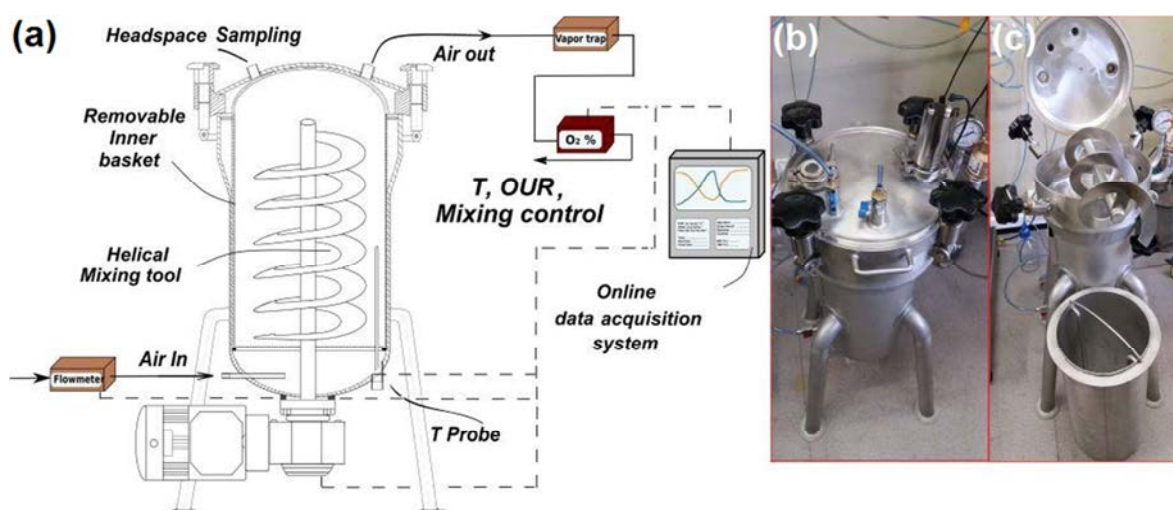 (a)
Headspace Sampling
Air out
Vapor trap
Removable
Inner
basket
O₂ %
T, OUR,
Mixing control
Helical
Mixing tool
Online
data acquisition
system
Air In
Flowmeter
T Probe
(b)
(c)